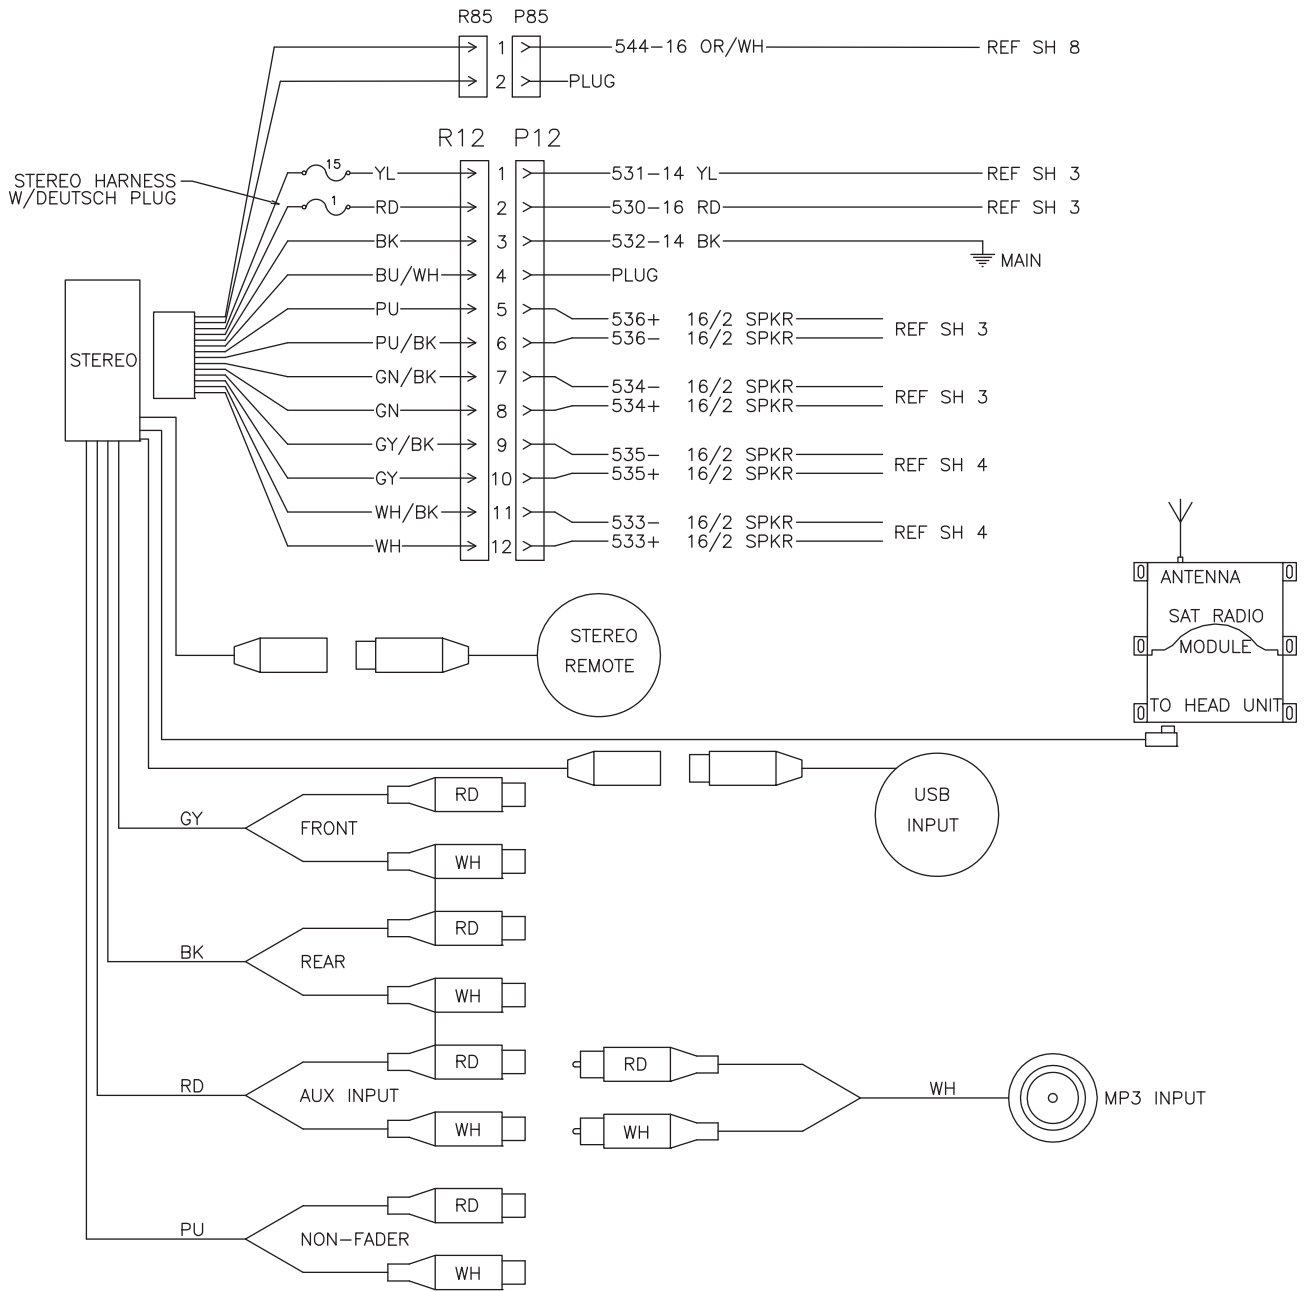 R85 P85
1 544-16 OR/WH REF SH 8
2 PLUG
R12 P12
15 YL 1 531-14 YL REF SH 3
STEREO HARNESS
W/DEUTSCH PLUG
1 RD 2 530-16 RD REF SH 3
BK 3 532-14 BK
MAIN
BU/WH 4 PLUG
PU 5 536+ 16/2 SPKR
REF SH 3
PU/BK 6 536- 16/2 SPKR
STEREO
GN/BK 7 534- 16/2 SPKR
REF SH 3
GN 8 534+ 16/2 SPKR
GY/BK 9 535- 16/2 SPKR
REF SH 4
GY 10 535+ 16/2 SPKR
WH/BK 11 533- 16/2 SPKR
REF SH 4
WH 12 533+ 16/2 SPKR
ANTENNA
SAT RADIO
MODULE
TO HEAD UNIT
STEREO
REMOTE
USB
INPUT
RD
GY FRONT
WH
RD
BK REAR
WH
RD
RD AUX INPUT
WH
RD
WH
WH MP3 INPUT
RD
PU NON-FADER
WH